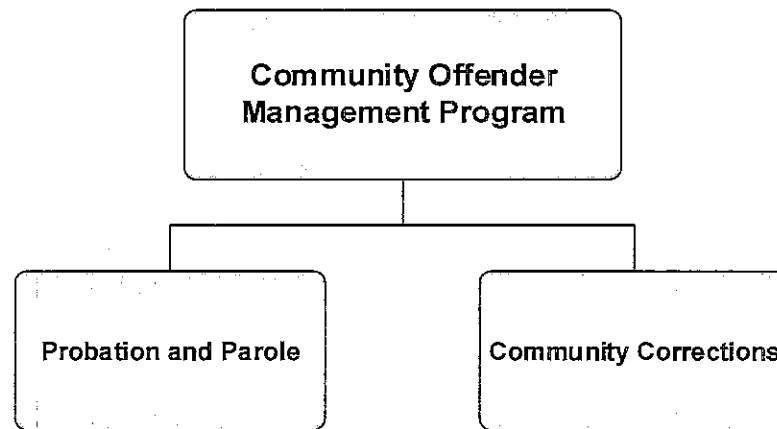 Community Offender
Management Program
Probation and Parole
Community Corrections